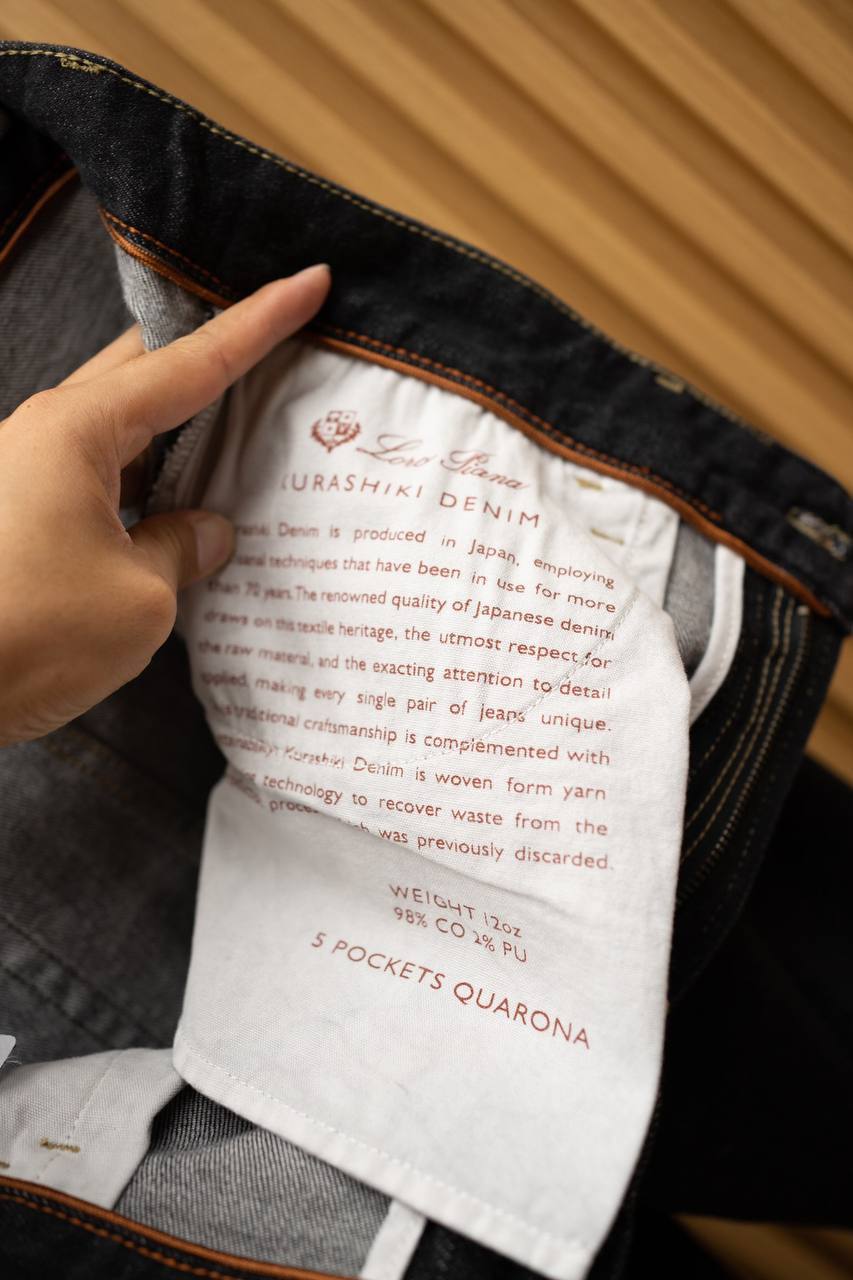 Loro Piana
KURASHIKI DENIM
Denim is produced in Japan, employing
techniques that have been in use for more
than 70 years. The renowned quality of Japanese denim
draws on this textile heritage, the utmost respect for
the raw material, and the exacting attention to detail
applied, making every single pair of jeans unique.
traditional craftsmanship is complemented with
Kurashiki Denim is woven form yarn
technology to recover waste from the
was previously discarded.
WEIGHT 12oz
98% CO 2% PU
5 POCKETS QUARONA